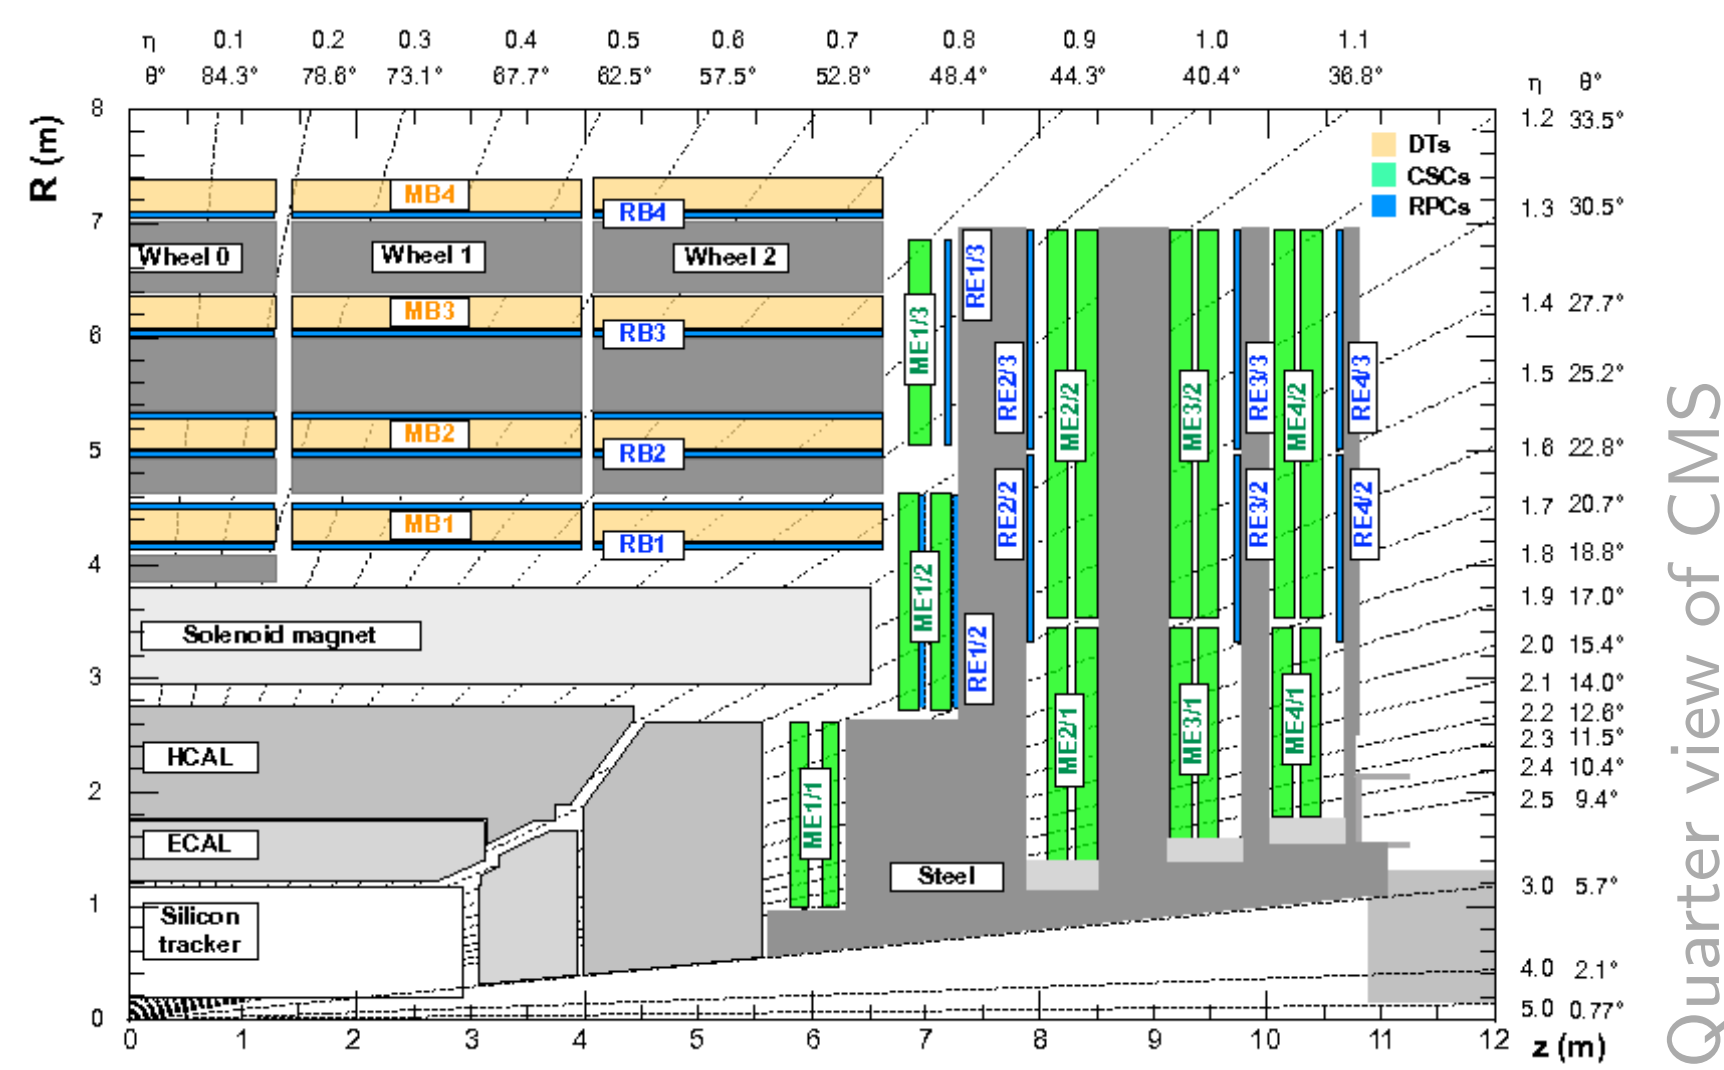 η 0.1 0.2 0.3 0.4 0.5 0.6 0.7 0.8 0.9 1.0 1.1
θ° 84.3° 78.6° 73.1° 67.7° 62.5° 57.5° 52.8° 48.4° 44.3° 40.4° 36.8°
η θ°
R (m)
8
7
6
5
4
3
2
1
0
1.2 33.5°
1.3 30.5°
1.4 27.7°
1.5 25.2°
1.6 22.8°
1.7 20.7°
1.8 18.8°
1.9 17.0°
2.0 15.4°
2.1 14.0°
2.2 12.6°
2.3 11.5°
2.4 10.4°
2.5 9.4°
3.0 5.7°
4.0 2.1°
5.0 0.77°
DTs
CSCs
RPCs
MB4
RB4
Wheel 0
Wheel 1
Wheel 2
MB3
RB3
MB2
RB2
MB1
RB1
Solenoid magnet
HCAL
ECAL
Silicon
tracker
Steel
ME1/3
RE1/3
RE2/3
ME2/2
ME3/2
RE3/3
ME4/2
RE4/3
ME1/2
RE1/2
RE2/2
RE3/2
RE4/2
ME1/1
ME2/1
ME3/1
ME4/1
0 1 2 3 4 5 6 7 8 9 10 11 12
z (m)
Quarter view of CMS